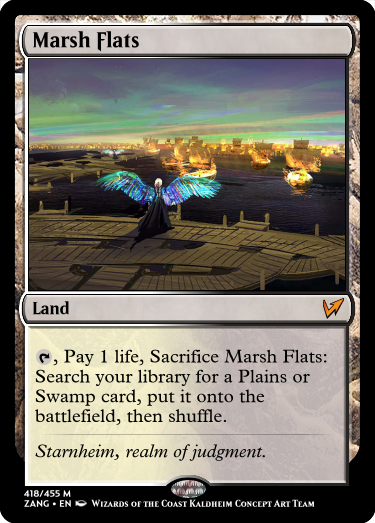 Marsh Flats
Land
, Pay 1 life, Sacrifice Marsh Flats:
Search your library for a Plains or
Swamp card, put it onto the
battlefield, then shuffle.
Starnheim, realm of judgment.
418/455 M
ZANG • EN Wizards of the Coast Kaldheim Concept Art Team